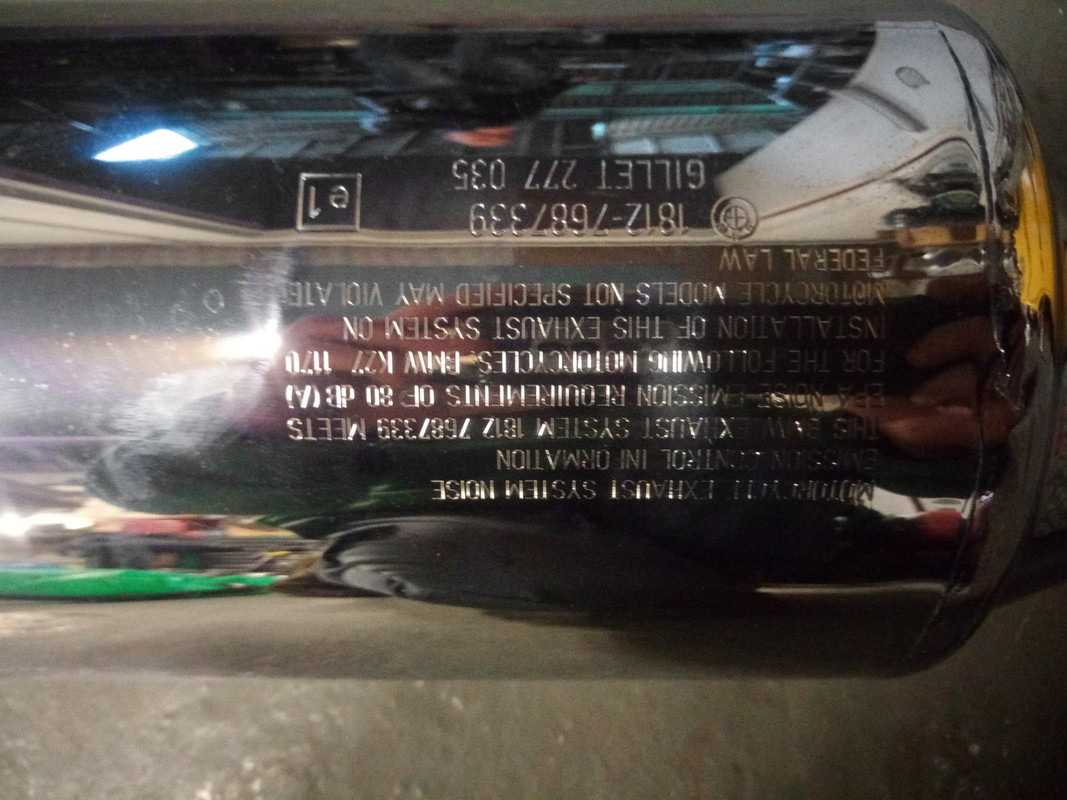 MOTORCYCLE EXHAUST SYSTEM NOISE
EMISSION CONTROL INFORMATION
THIS BMW EXHAUST SYSTEM 1812 7687339 MEETS
EPA NOISE EMISSION REQUIREMENTS OF 80 dB(A)
FOR THE FOLLOWING MOTORCYCLES: BMW K27 1170
INSTALLATION OF THIS EXHAUST SYSTEM ON
MOTORCYCLE MODELS NOT SPECIFIED MAY VIOLATE
FEDERAL LAW
1812-7687339
GILLET 277 035
e1